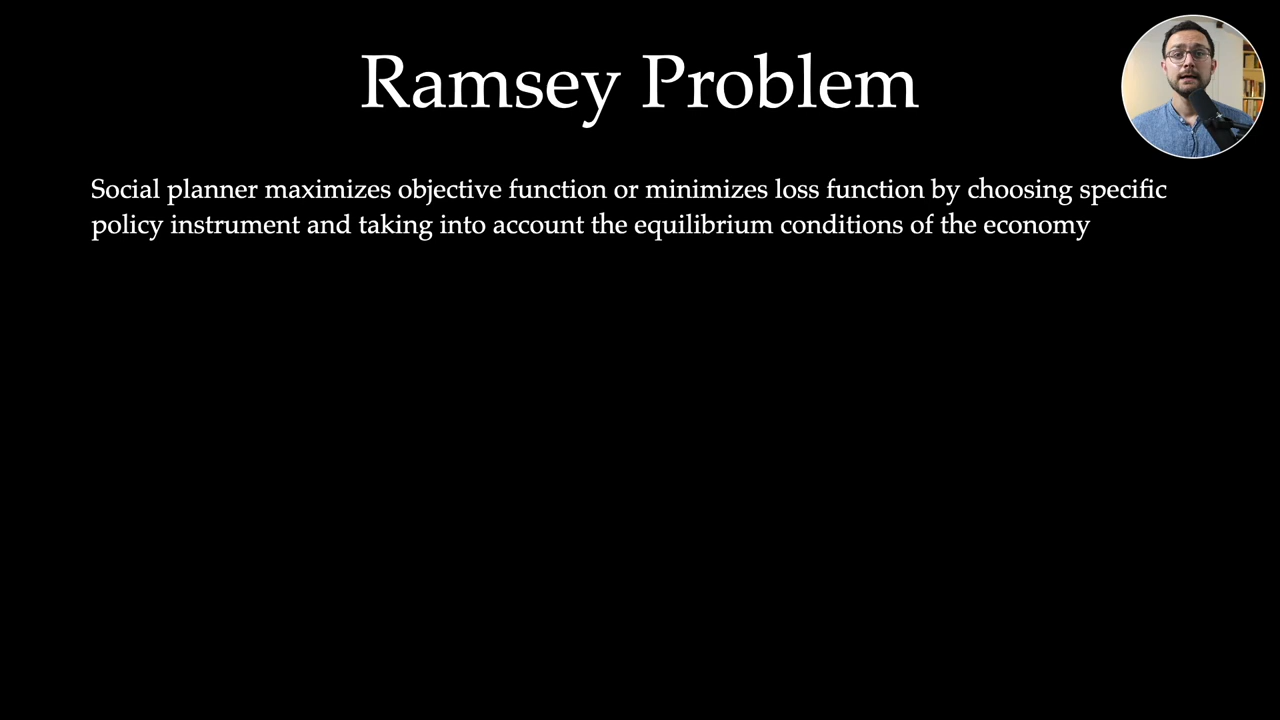 Ramsey Problem
Social planner maximizes objective function or minimizes loss function by choosing specific
policy instrument and taking into account the equilibrium conditions of the economy